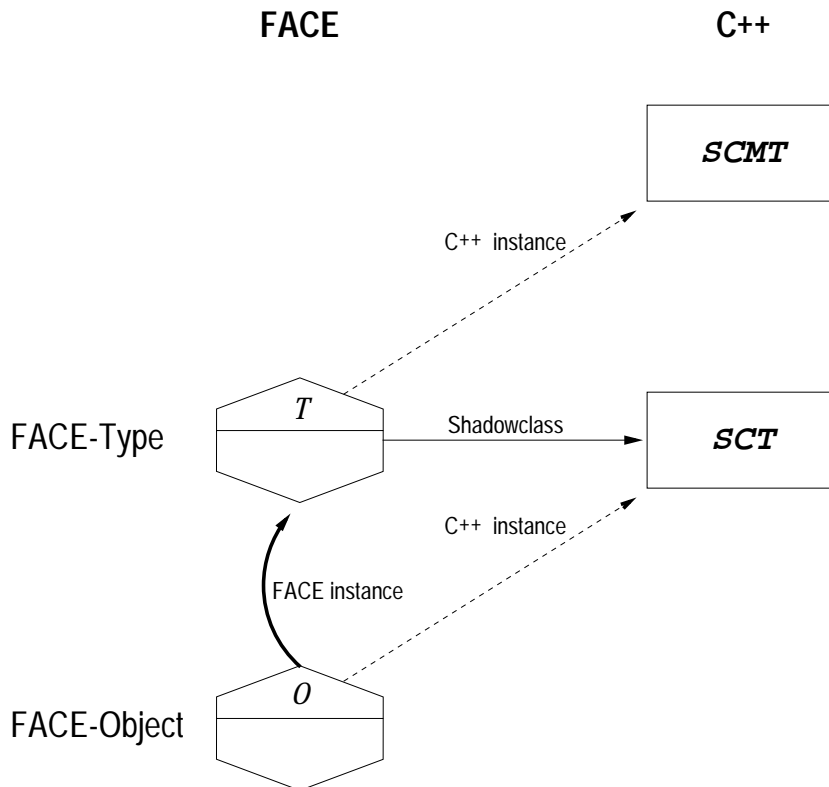 FACE
C++
SCMT
C++ instance
FACE-Type
T
Shadowclass
SCT
C++ instance
FACE instance
FACE-Object
O